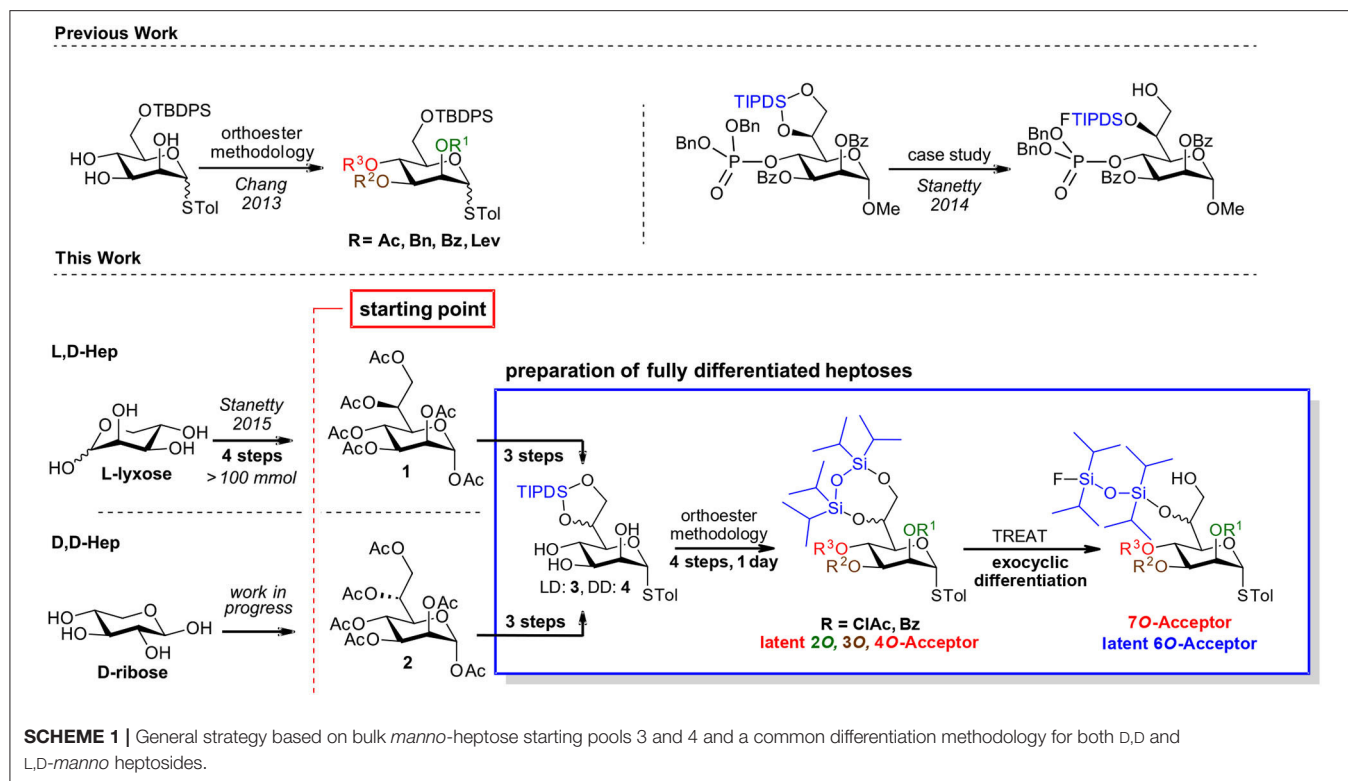 Previous Work
OTBDPS
OH
HO
HO
O
STol
orthoester
methodology
Chang
2013
OTBDPS
OR¹
R³O
R²O
O
STol
R= Ac, Bn, Bz, Lev
TIPDS
O
O
OBn
BnO
P
O
O
OBz
BzO
O
OMe
case study
Stanetty
2014
HO
OBn
FTIPDS
O
BnO
P
O
O
OBz
BzO
O
OMe
This Work
starting point
L,D-Hep
OH
O
OH
OH
HO
L-lyxose
Stanetty
2015
4 steps
> 100 mmol
AcO
AcO
OAc
AcO
AcO
O
OAc
1
3 steps
D,D-Hep
HO
HO
O
OH
OH
D-ribose
work in
progress
AcO
AcO
OAc
AcO
AcO
O
OAc
2
3 steps
preparation of fully differentiated heptoses
TIPDS
O
O
OH
HO
HO
O
LD: 3, DD: 4
STol
orthoester
methodology
4 steps, 1 day
Si
O
O
Si
O
OR¹
R³O
R²O
O
STol
R = ClAc, Bz
latent 2O, 3O, 4O-Acceptor
TREAT
exocyclic
differentiation
F
Si
O
Si
O
HO
OR¹
R³O
R²O
O
STol
7O-Acceptor
latent 6O-Acceptor
SCHEME 1 | General strategy based on bulk manno-heptose starting pools 3 and 4 and a common differentiation methodology for both D,D and
L,D-manno heptosides.